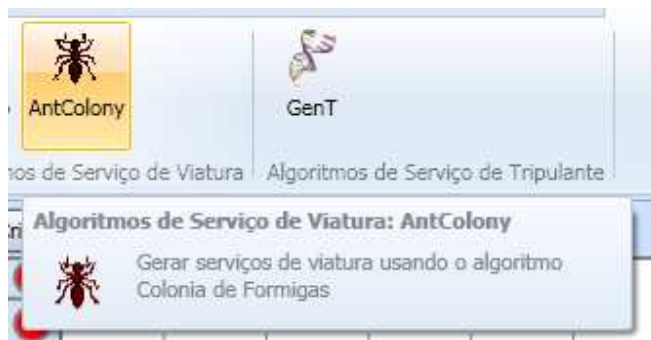 AntColony
GenT
os de Serviço de Viatura
Algoritmos de Serviço de Tripulante
Algoritmos de Serviço de Viatura: AntColony
Gerar serviços de viatura usando o algoritmo
Colonia de Formigas